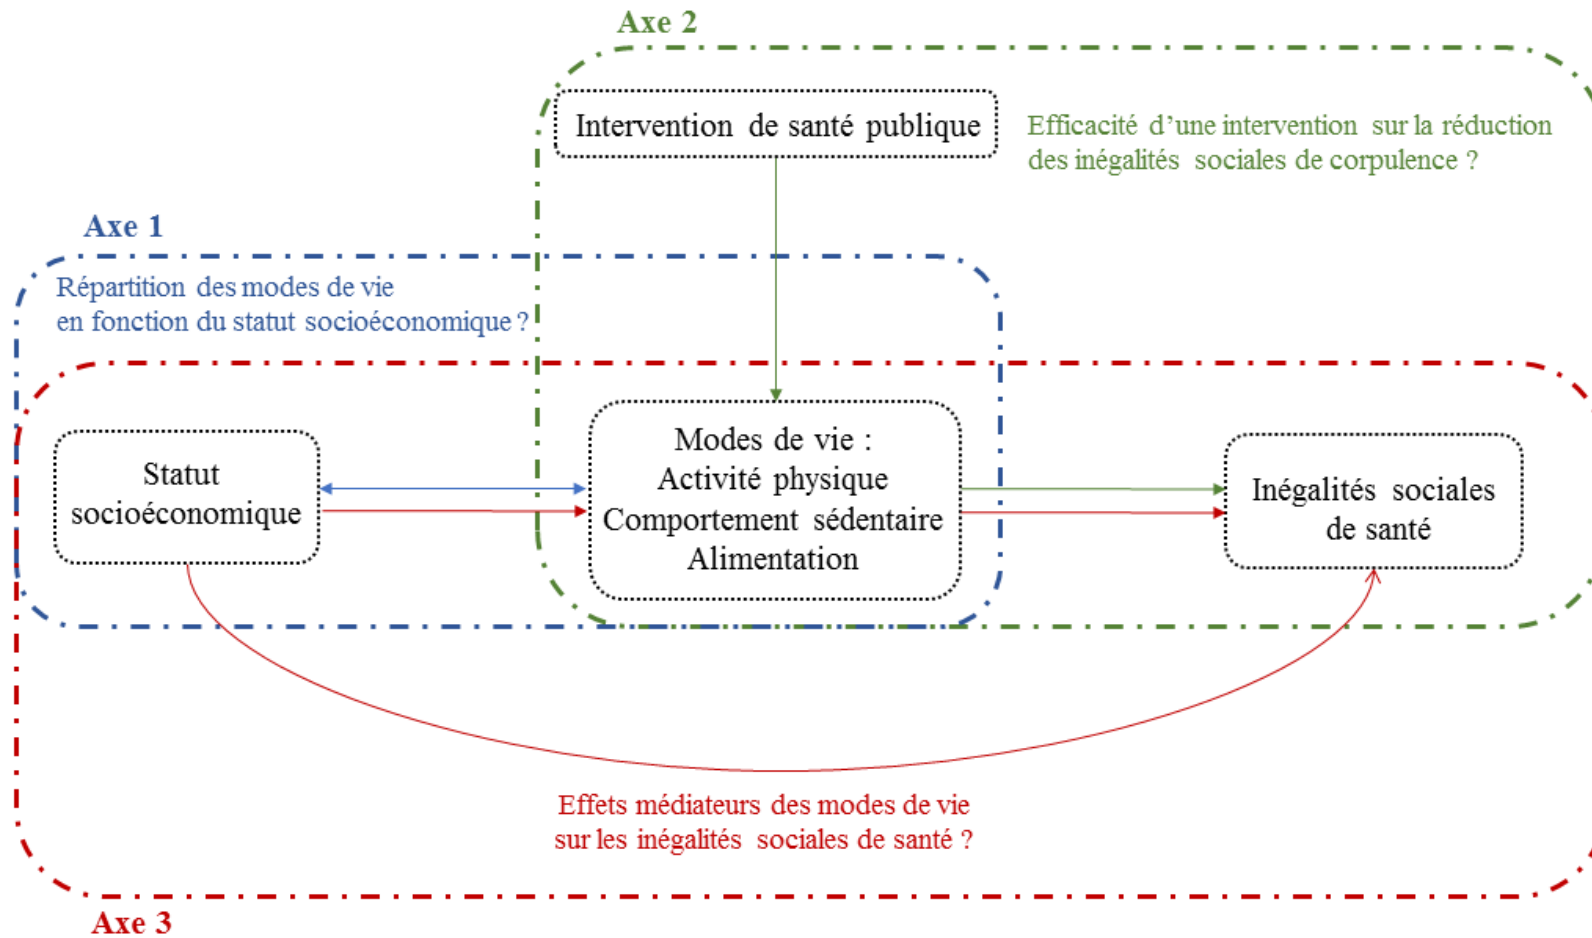 Axe 2
Intervention de santé publique
Efficacité d’une intervention sur la réduction
des inégalités sociales de corpulence ?
Axe 1
Répartition des modes de vie
en fonction du statut socioéconomique ?
Statut
socioéconomique
Modes de vie :
Activité physique
Comportement sédentaire
Alimentation
Inégalités sociales
de santé
Effets médiateurs des modes de vie
sur les inégalités sociales de santé ?
Axe 3